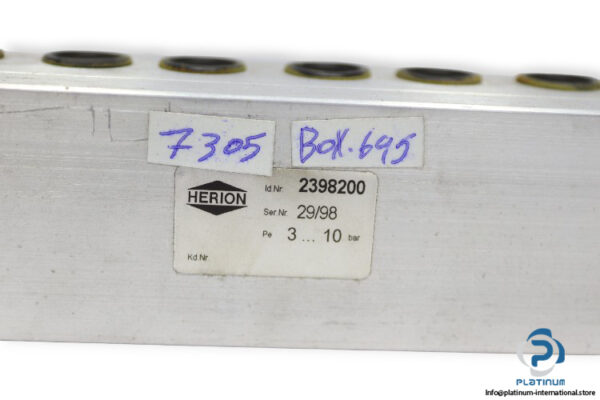 7305
BOX.695
HERION
Id.Nr. 2398200
Ser.Nr. 29/98
Pe 3 ... 10 bar
Kd.Nr.
PLATINUM
Info@platinum-international.store